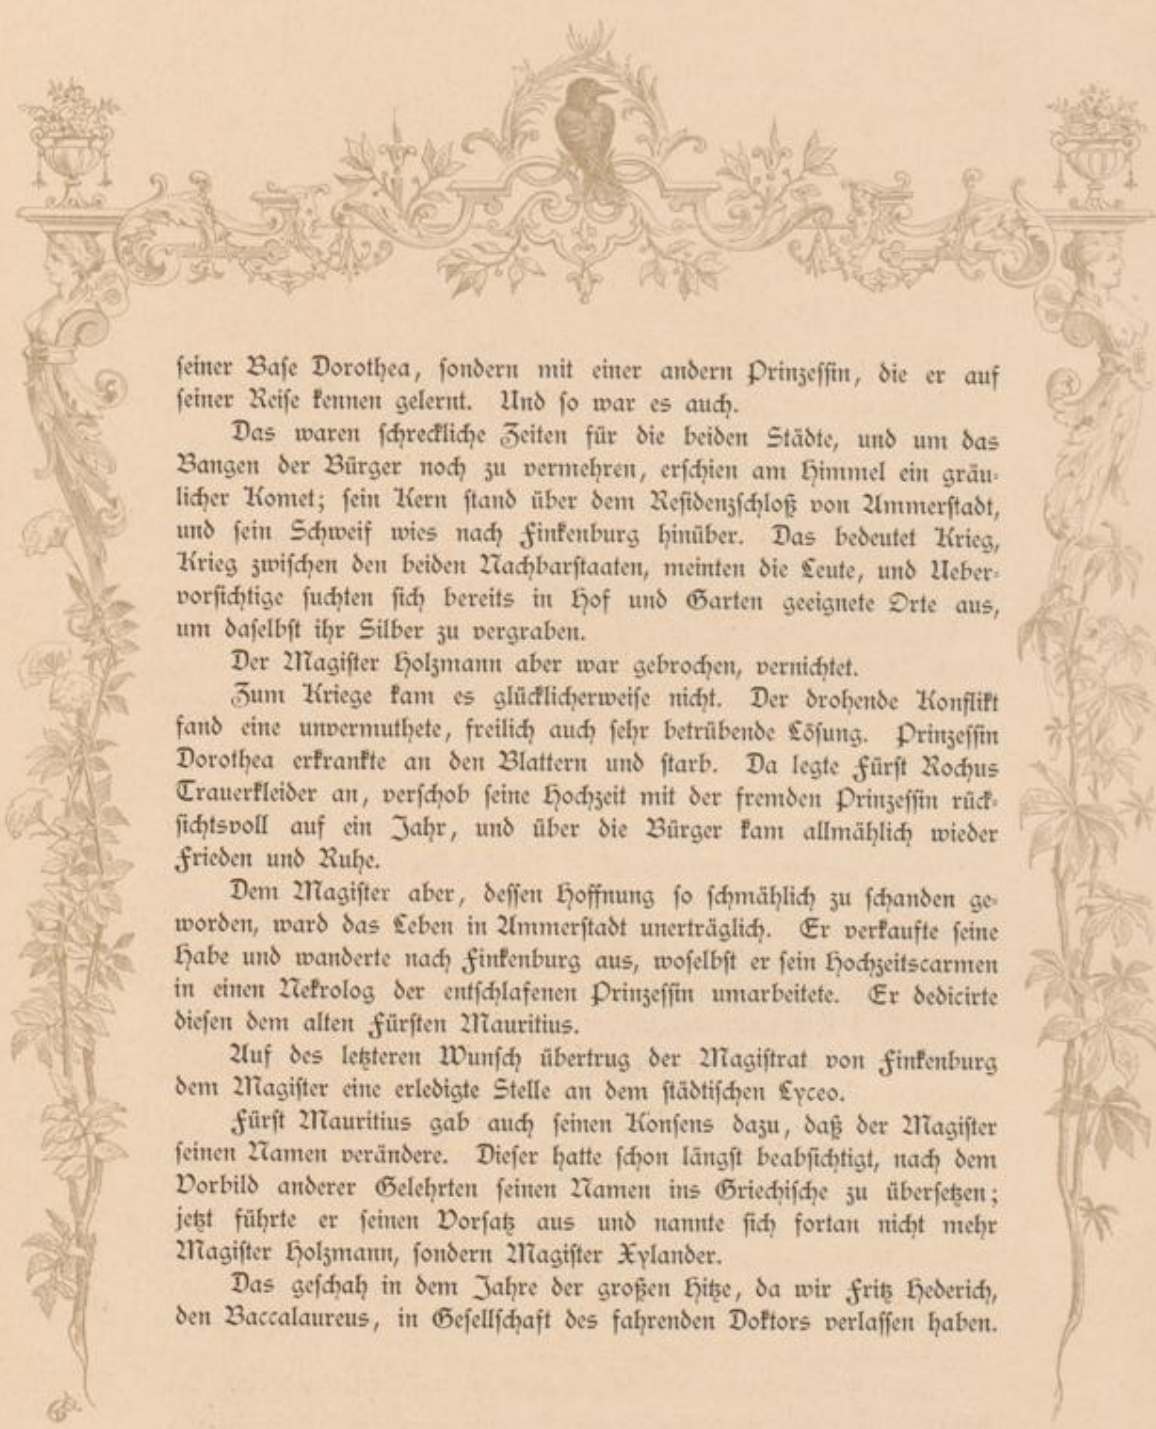 seiner Base Dorothea, sondern mit einer andern Prinzessin, die er auf
seiner Reise kennen gelernt. Und so war es auch.
Das waren schreckliche Zeiten für die beiden Städte, und um das
Bangen der Bürger noch zu vermehren, erschien am Himmel ein gräu-
licher Komet; sein Kern stand über dem Residenzschloß von Ammerstadt,
und sein Schweif wies nach Finkenburg hinüber. Das bedeutet Krieg,
Krieg zwischen den beiden Nachbarstaaten, meinten die Leute, und Ueber-
vorsichtige suchten sich bereits in Hof und Garten geeignete Orte aus,
um daselbst ihr Silber zu vergraben.
Der Magister Holzmann aber war gebrochen, vernichtet.
Zum Kriege kam es glücklicherweise nicht. Der drohende Konflikt
fand eine unvermuthete, freilich auch sehr betrübende Lösung. Prinzessin
Dorothea erkrankte an den Blattern und starb. Da legte Fürst Rochus
Trauerkleider an, verschob seine Hochzeit mit der fremden Prinzessin rück-
sichtsvoll auf ein Jahr, und über die Bürger kam allmählich wieder
Frieden und Ruhe.
Dem Magister aber, dessen Hoffnung so schmählich zu schanden ge-
worden, ward das Leben in Ammerstadt unerträglich. Er verkaufte seine
Habe und wanderte nach Finkenburg aus, woselbst er sein Hochzeitscarmen
in einen Nekrolog der entschlafenen Prinzessin umarbeitete. Er dedicirte
diesen dem alten Fürsten Mauritius.
Auf des letzteren Wunsch übertrug der Magistrat von Finkenburg
dem Magister eine erledigte Stelle an dem städtischen Lyceo.
Fürst Mauritius gab auch seinen Konsens dazu, daß der Magister
seinen Namen verändere. Dieser hatte schon längst beabsichtigt, nach dem
Vorbild anderer Gelehrten seinen Namen ins Griechische zu übersetzen;
jetzt führte er seinen Vorsatz aus und nannte sich fortan nicht mehr
Magister Holzmann, sondern Magister Xylander.
Das geschah in dem Jahre der großen Hitze, da wir Fritz Hederich,
den Baccalaureus, in Gesellschaft des fahrenden Doktors verlassen haben.